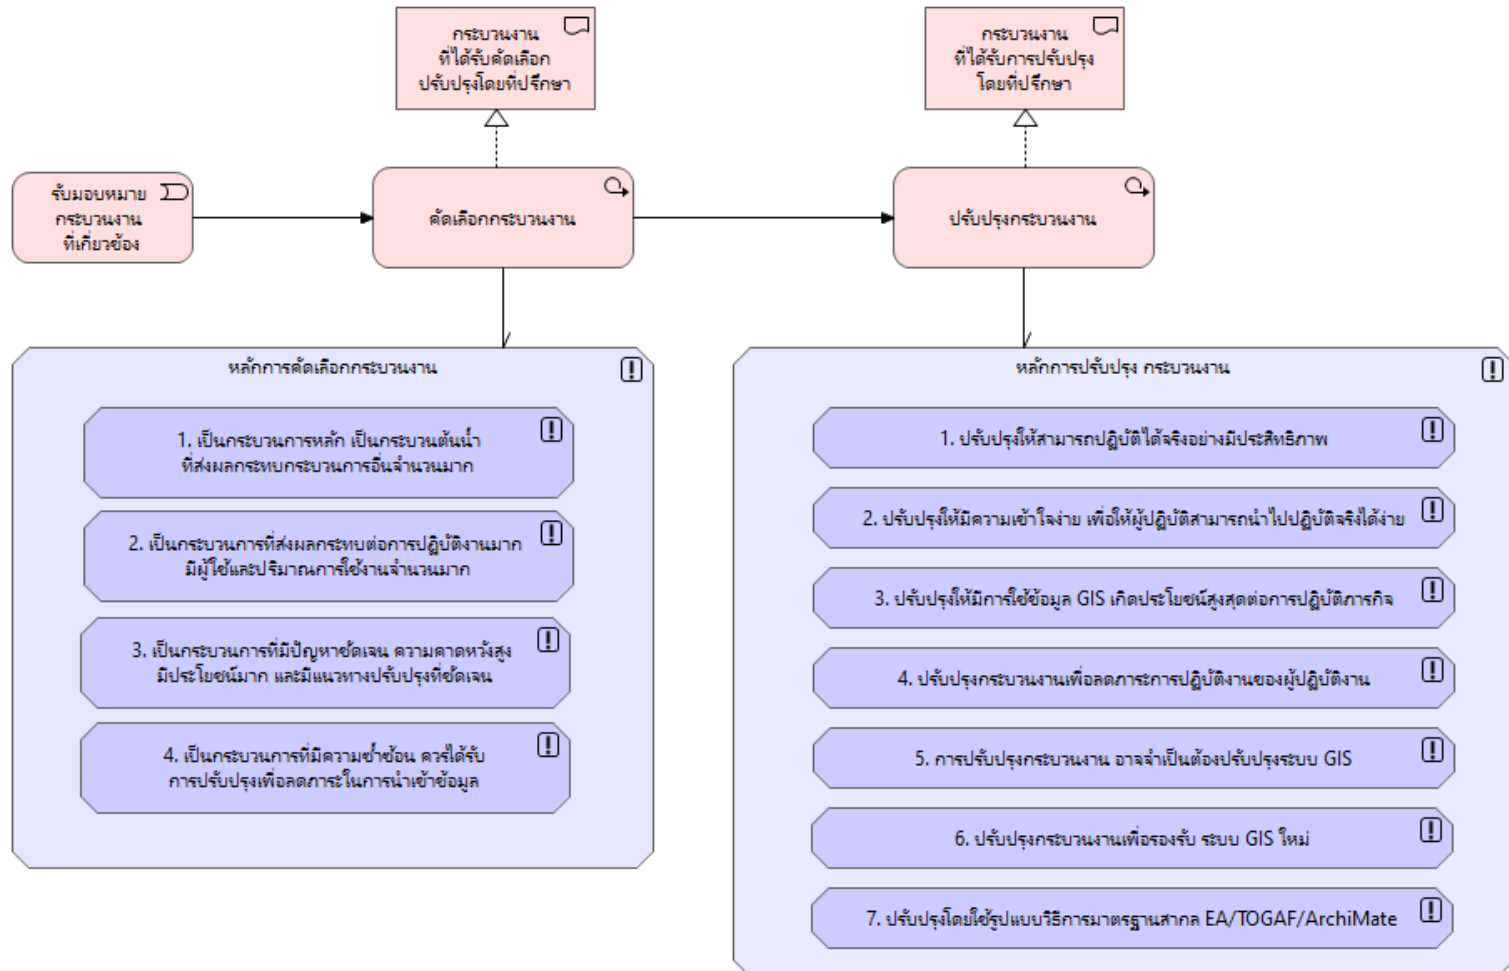 กระบวนงาน
ที่ได้รับคัดเลือก
ปรับปรุงโดยที่ปรึกษา
กระบวนงาน
ที่ได้รับการปรับปรุง
โดยที่ปรึกษา
รับมอบหมาย
กระบวนงาน
ที่เกี่ยวข้อง
คัดเลือกกระบวนงาน
ปรับปรุงกระบวนงาน
หลักการคัดเลือกกระบวนงาน
1. เป็นกระบวนการหลัก เป็นกระบวนต้นน้ำ
ที่ส่งผลกระทบกระบวนการอื่นจำนวนมาก
2. เป็นกระบวนการที่ส่งผลกระทบต่อการปฏิบัติงานมาก
มีผู้ใช้และปริมาณการใช้งานจำนวนมาก
3. เป็นกระบวนการที่มีปัญหาชัดเจน ความคาดหวังสูง
มีประโยชน์มาก และมีแนวทางปรับปรุงที่ชัดเจน
4. เป็นกระบวนการที่มีความซ้ำซ้อน ควรได้รับ
การปรับปรุงเพื่อลดภาระในการนำเข้าข้อมูล
หลักการปรับปรุง กระบวนงาน
1. ปรับปรุงให้สามารถปฏิบัติได้จริงอย่างมีประสิทธิภาพ
2. ปรับปรุงให้มีความเข้าใจง่าย เพื่อให้ผู้ปฏิบัติสามารถนำไปปฏิบัติจริงได้ง่าย
3. ปรับปรุงให้มีการใช้ข้อมูล GIS เกิดประโยชน์สูงสุดต่อการปฏิบัติภารกิจ
4. ปรับปรุงกระบวนงานเพื่อลดภาระการปฏิบัติงานของผู้ปฏิบัติงาน
5. การปรับปรุงกระบวนงาน อาจจำเป็นต้องปรับปรุงระบบ GIS
6. ปรับปรุงกระบวนงานเพื่อรองรับ ระบบ GIS ใหม่
7. ปรับปรุงโดยใช้รูปแบบวิธีการมาตรฐานสากล EA/TOGAF/ArchiMate